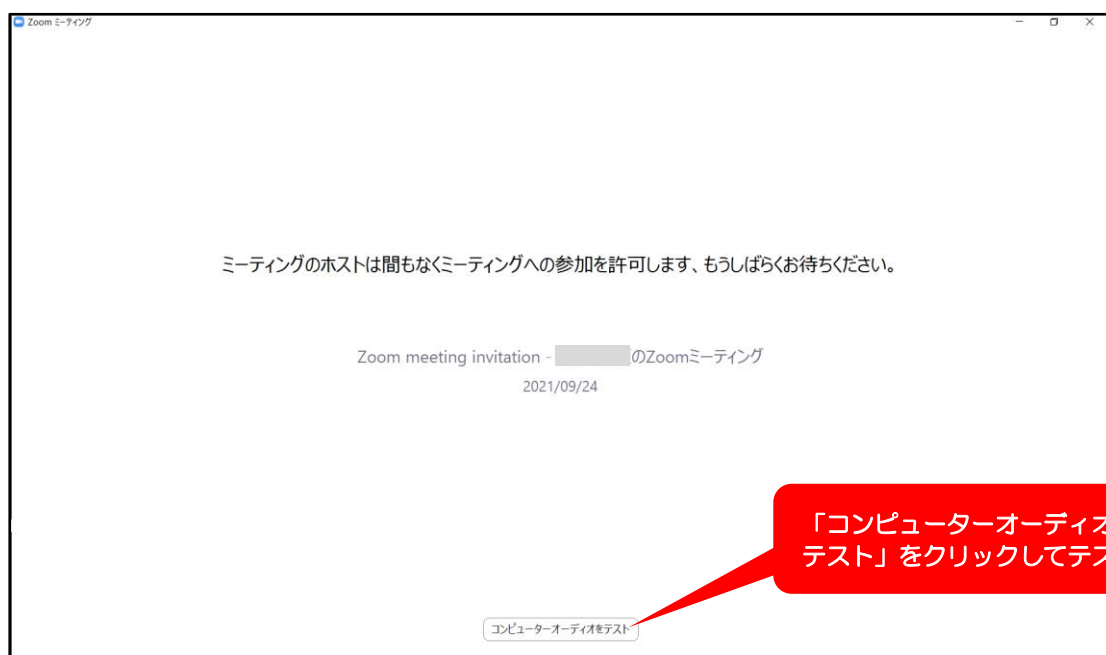 Zoom ミーティング
ミーティングのホストは間もなくミーティングへの参加を許可します、もうしばらくお待ちください。
Zoom meeting invitation - のZoomミーティング
2021/09/24
「コンピューターオーディオ
テスト」をクリックしてテス
コンピューターオーディオをテスト